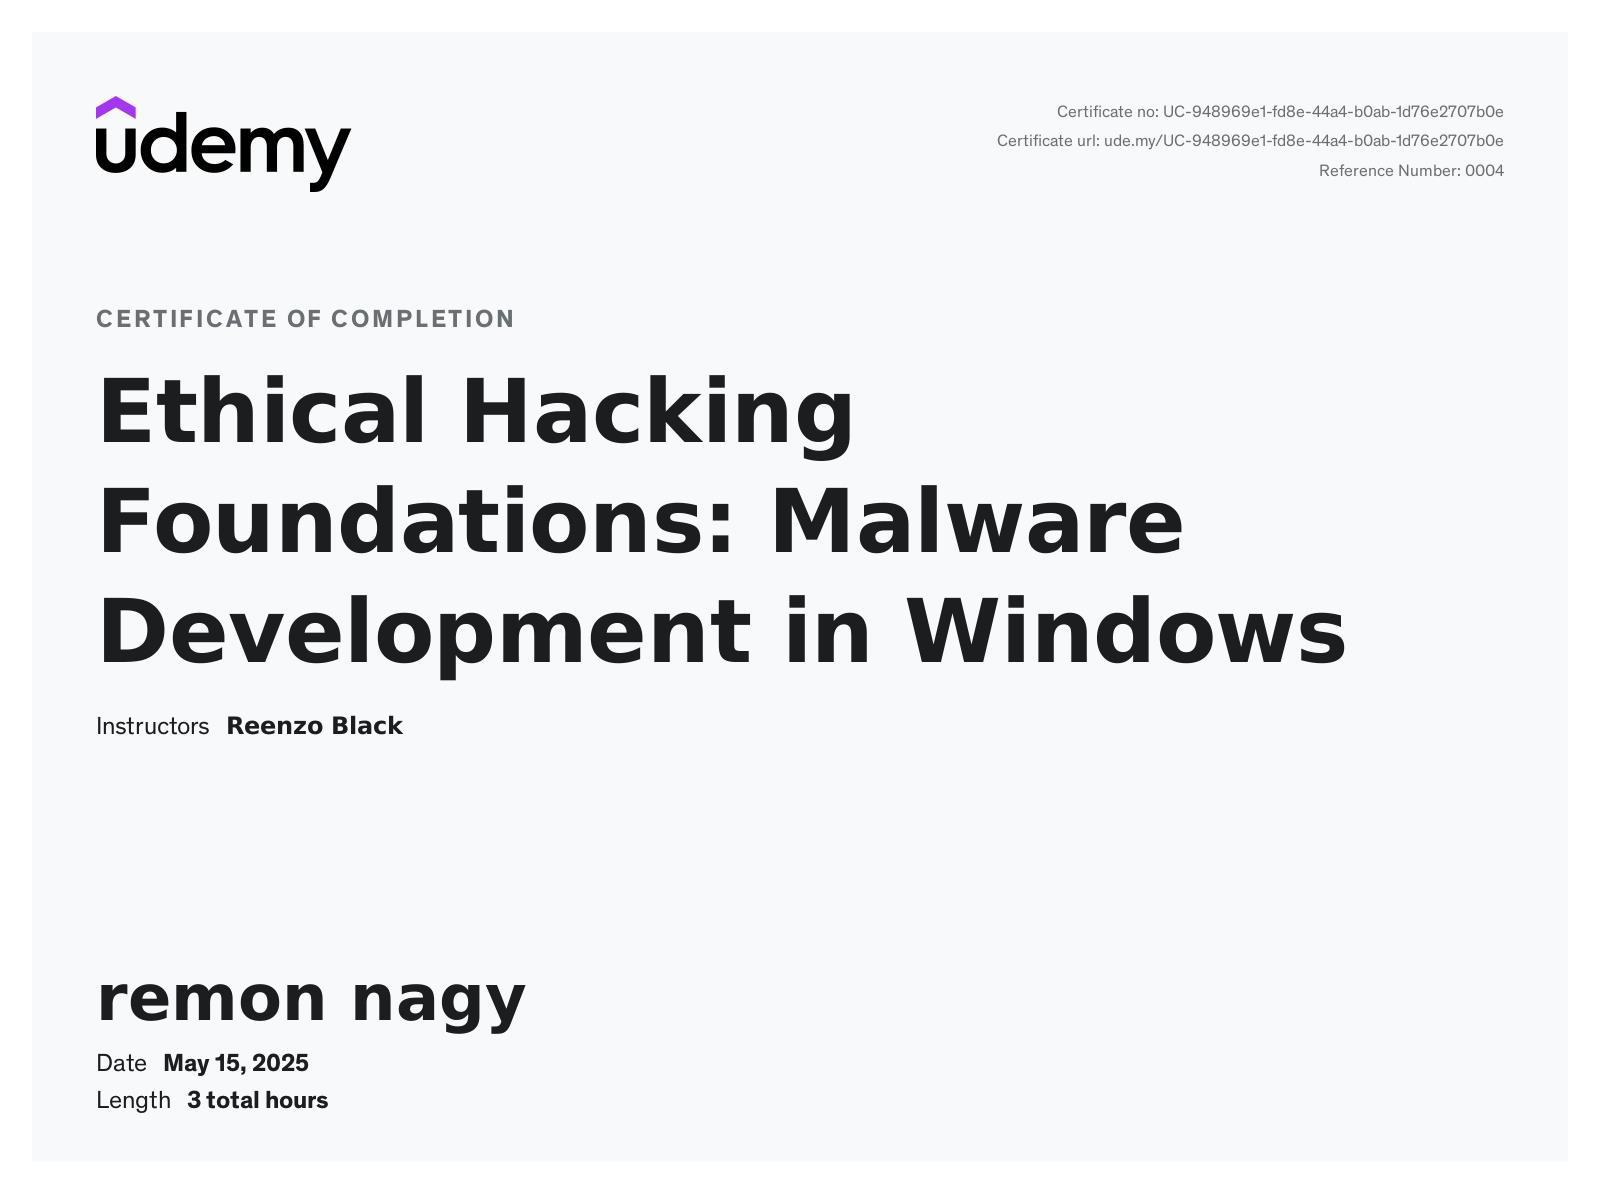 udemy
Certificate no: UC-948969e1-fd8e-44a4-b0ab-1d76e2707b0e
Certificate url: ude.my/UC-948969e1-fd8e-44a4-b0ab-1d76e2707b0e
Reference Number: 0004
CERTIFICATE OF COMPLETION
Ethical Hacking
Foundations: Malware
Development in Windows
Instructors Reenzo Black
remon nagy
Date May 15, 2025
Length 3 total hours